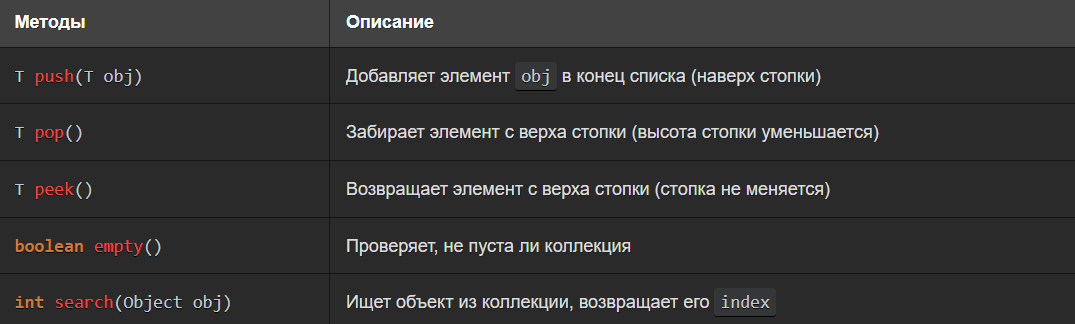 Методы Описание
T push(T obj) Добавляет элемент obj в конец списка (наверх стопки)
T pop() Забирает элемент с верха стопки (высота стопки уменьшается)
T peek() Возвращает элемент с верха стопки (стопка не меняется)
boolean empty() Проверяет, не пуста ли коллекция
int search(Object obj) Ищет объект из коллекции, возвращает его index